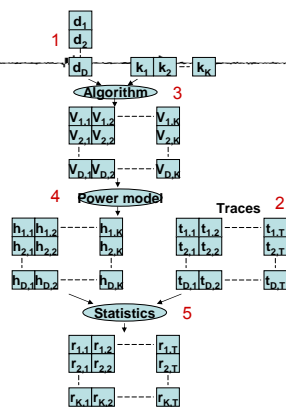 1 d1
d2
dD k1 k2 kK
Algorithm 3
V1,1 V1,2 V1,K
V2,1 V2,2 V2,K
VD,1 VD,2 VD,K
4 Power model
Traces 2
h1,1 h1,2 h1,K t1,1 t1,2 t1,T
h2,1 h2,2 h2,K t2,1 t2,2 t2,T
hD,1 hD,2 hD,K tD,1 tD,2 tD,T
Statistics 5
r1,1 r1,2 r1,T
r2,1 r2,2 r2,T
rK,1 rK,2 rK,T